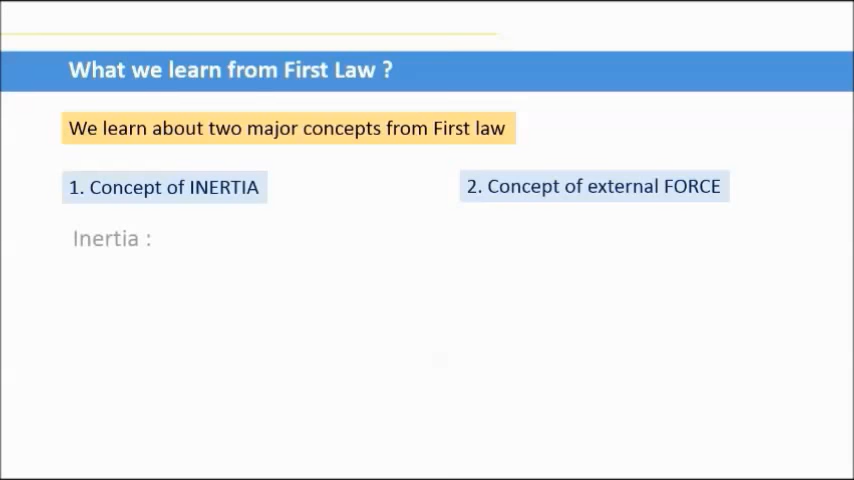 What we learn from First Law ?
We learn about two major concepts from First law
1. Concept of INERTIA
2. Concept of external FORCE
Inertia :